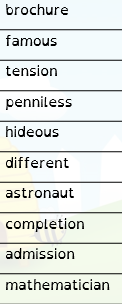 brochure
famous
tension
penniless
hideous
different
astronaut
completion
admission
mathematician